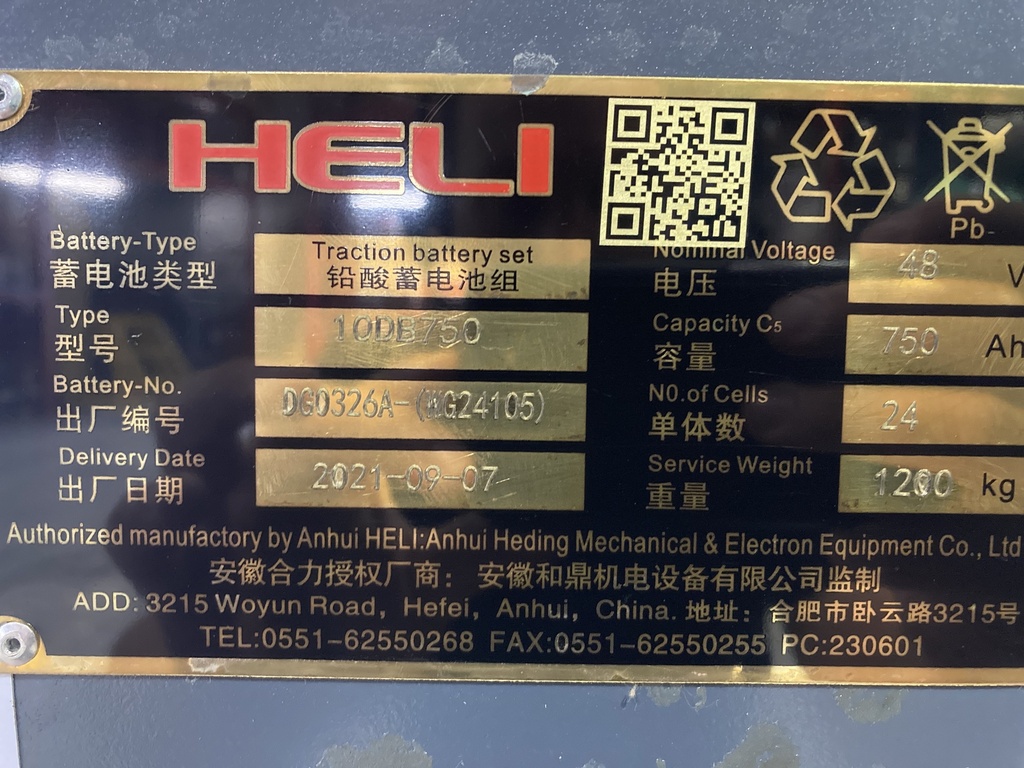 HELI
Pb
Battery-Type
蓄电池类型
Traction battery set
铅酸蓄电池组
Nominal Voltage
电压
48 V
Type
型号
10DB750
Capacity C5
容量
750 Ah
Battery-No.
出厂编号
DG0326A-(WG24105)
N0.of Cells
单体数
24
Delivery Date
出厂日期
2021-09-07
Service Weight
重量
1200 kg
Authorized manufactory by Anhui HELI:Anhui Heding Mechanical & Electron Equipment Co., Ltd
安徽合力授权厂商：安徽和鼎机电设备有限公司监制
ADD: 3215 Woyun Road, Hefei, Anhui, China. 地址：合肥市卧云路3215号
TEL:0551-62550268 FAX:0551-62550255 PC:230601